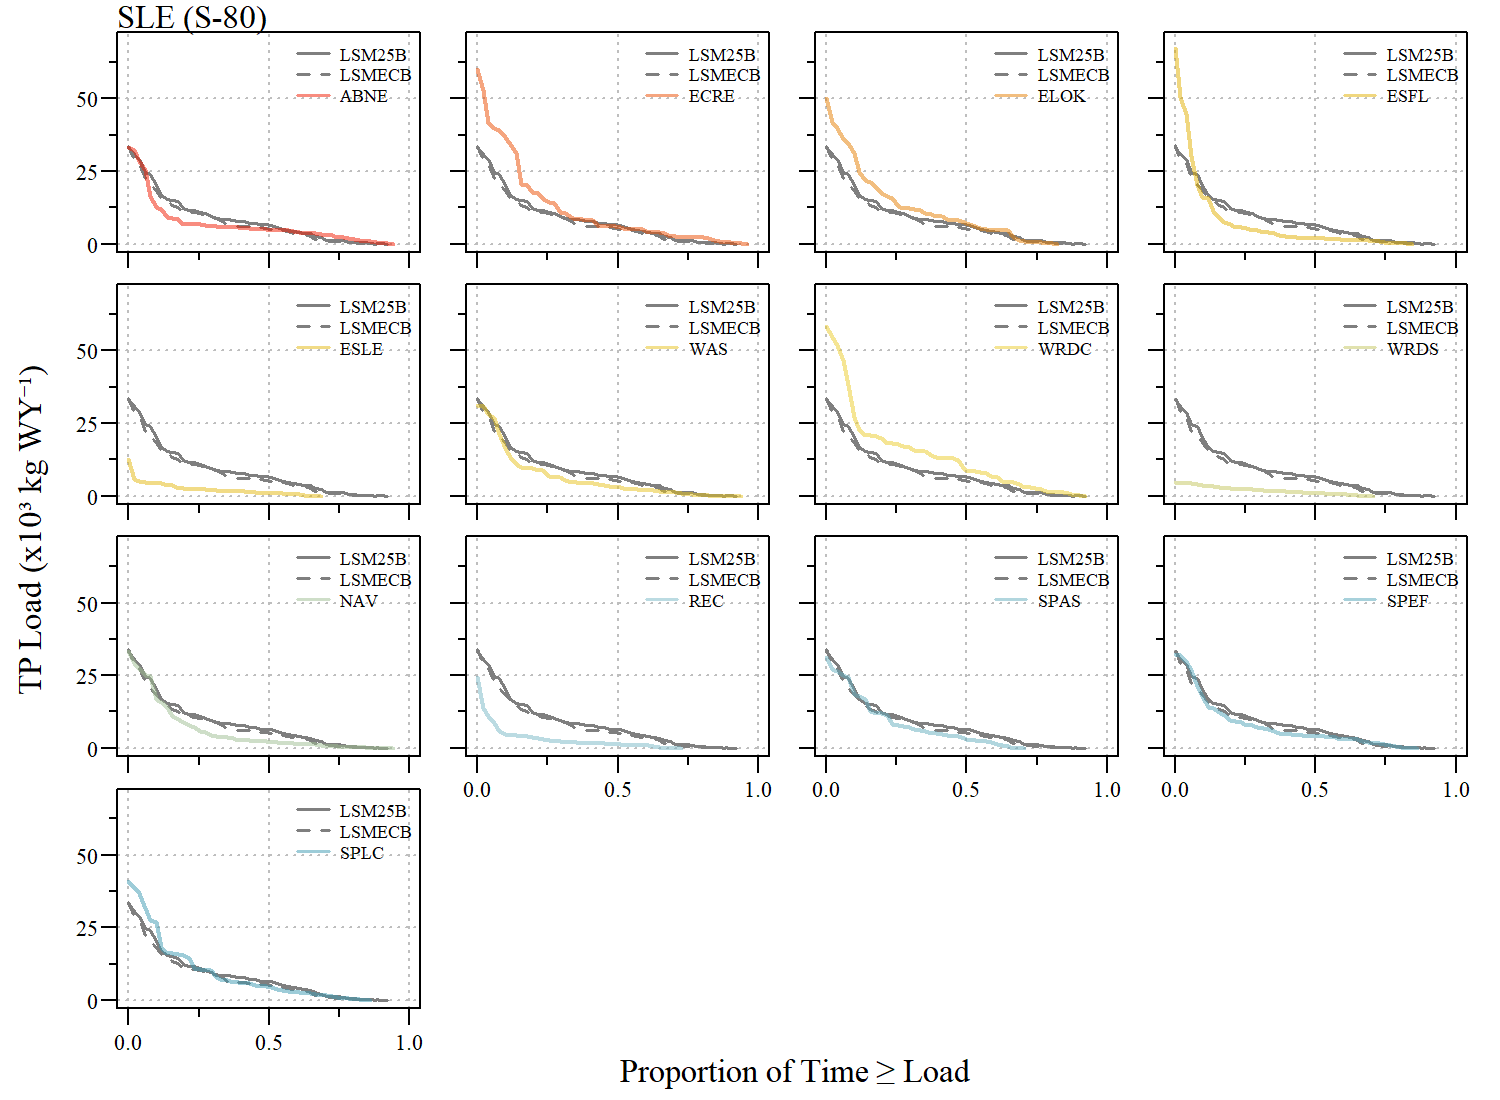 SLE (S-80)
LSM25B
LSMECB
ABNE
LSM25B
LSMECB
ECRE
LSM25B
LSMECB
ELOK
LSM25B
LSMECB
ESFL
50
25
0
LSM25B
LSMECB
ESLE
LSM25B
LSMECB
WAS
LSM25B
LSMECB
WRDC
LSM25B
LSMECB
WRDS
50
25
0
LSM25B
LSMECB
NAV
LSM25B
LSMECB
REC
LSM25B
LSMECB
SPAS
LSM25B
LSMECB
SPEF
50
25
0
0.0 0.5 1.0
0.0 0.5 1.0
0.0 0.5 1.0
LSM25B
LSMECB
SPLC
50
25
0
0.0 0.5 1.0
TP Load (x10³ kg WY⁻¹)
Proportion of Time ≥ Load